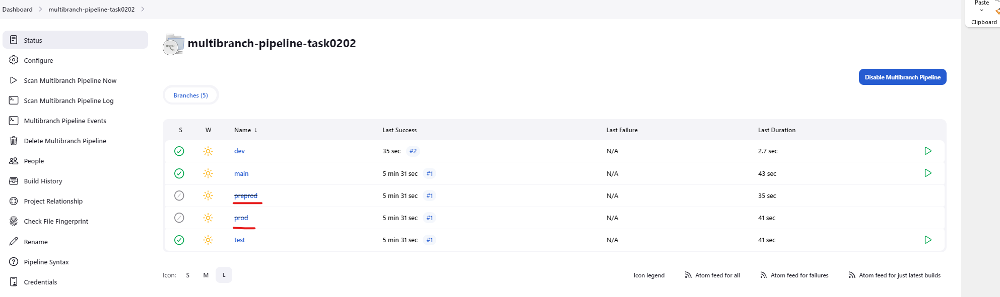 Dashboard > multibranch-pipeline-task0202 >
Paste
Clipboard
Status
Configure
Scan Multibranch Pipeline Now
Scan Multibranch Pipeline Log
Multibranch Pipeline Events
Delete Multibranch Pipeline
People
Build History
Project Relationship
Check File Fingerprint
Rename
Pipeline Syntax
Credentials
multibranch-pipeline-task0202
Disable Multibranch Pipeline
Branches (5)
S W Name ↓ Last Success Last Failure Last Duration
dev 35 sec #2 N/A 2.7 sec
main 5 min 31 sec #1 N/A 43 sec
preprod 5 min 31 sec #1 N/A 35 sec
prod 5 min 31 sec #1 N/A 41 sec
test 5 min 31 sec #1 N/A 41 sec
Icon: S M L
Icon legend Atom feed for all Atom feed for failures Atom feed for just latest builds